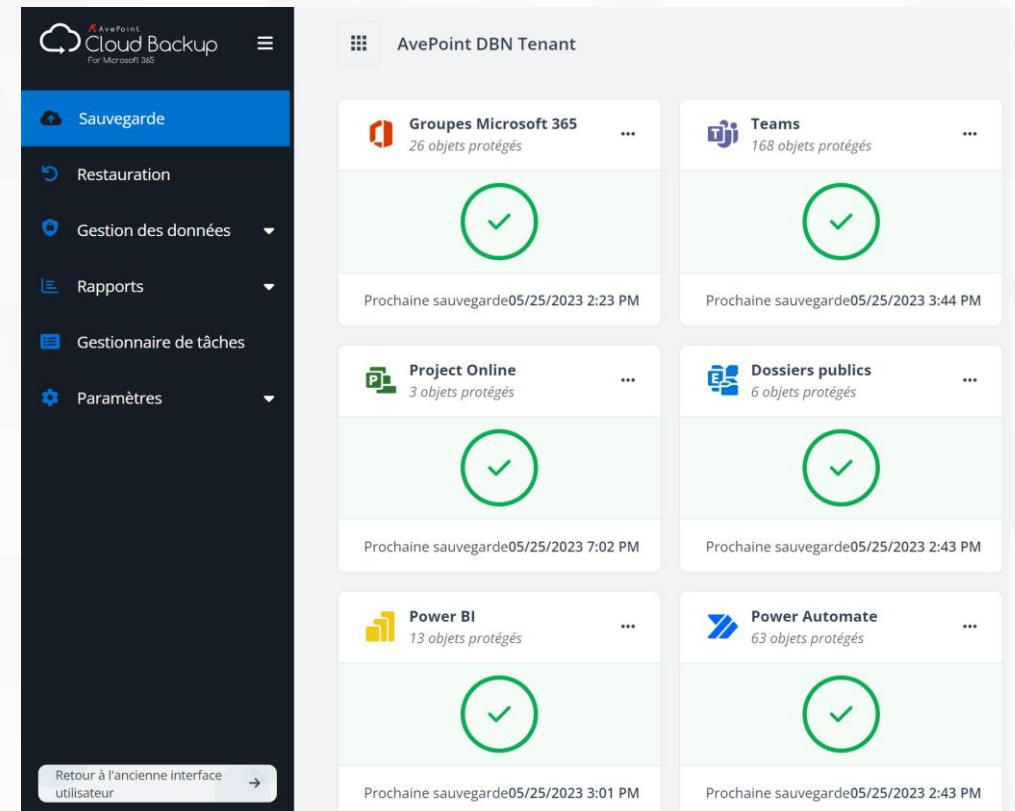 AvePoint
Cloud Backup
For Microsoft 365
Sauvegarde
Restauration
Gestion des données
Rapports
Gestionnaire de tâches
Paramètres
Retour à l'ancienne interface
utilisateur
AvePoint DBN Tenant
Groupes Microsoft 365
26 objets protégés
Prochaine sauvegarde05/25/2023 2:23 PM
Teams
168 objets protégés
Prochaine sauvegarde05/25/2023 3:44 PM
Project Online
3 objets protégés
Prochaine sauvegarde05/25/2023 7:02 PM
Dossiers publics
6 objets protégés
Prochaine sauvegarde05/25/2023 2:43 PM
Power BI
13 objets protégés
Prochaine sauvegarde05/25/2023 3:01 PM
Power Automate
63 objets protégés
Prochaine sauvegarde05/25/2023 2:43 PM